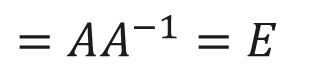 = AA⁻¹ = E